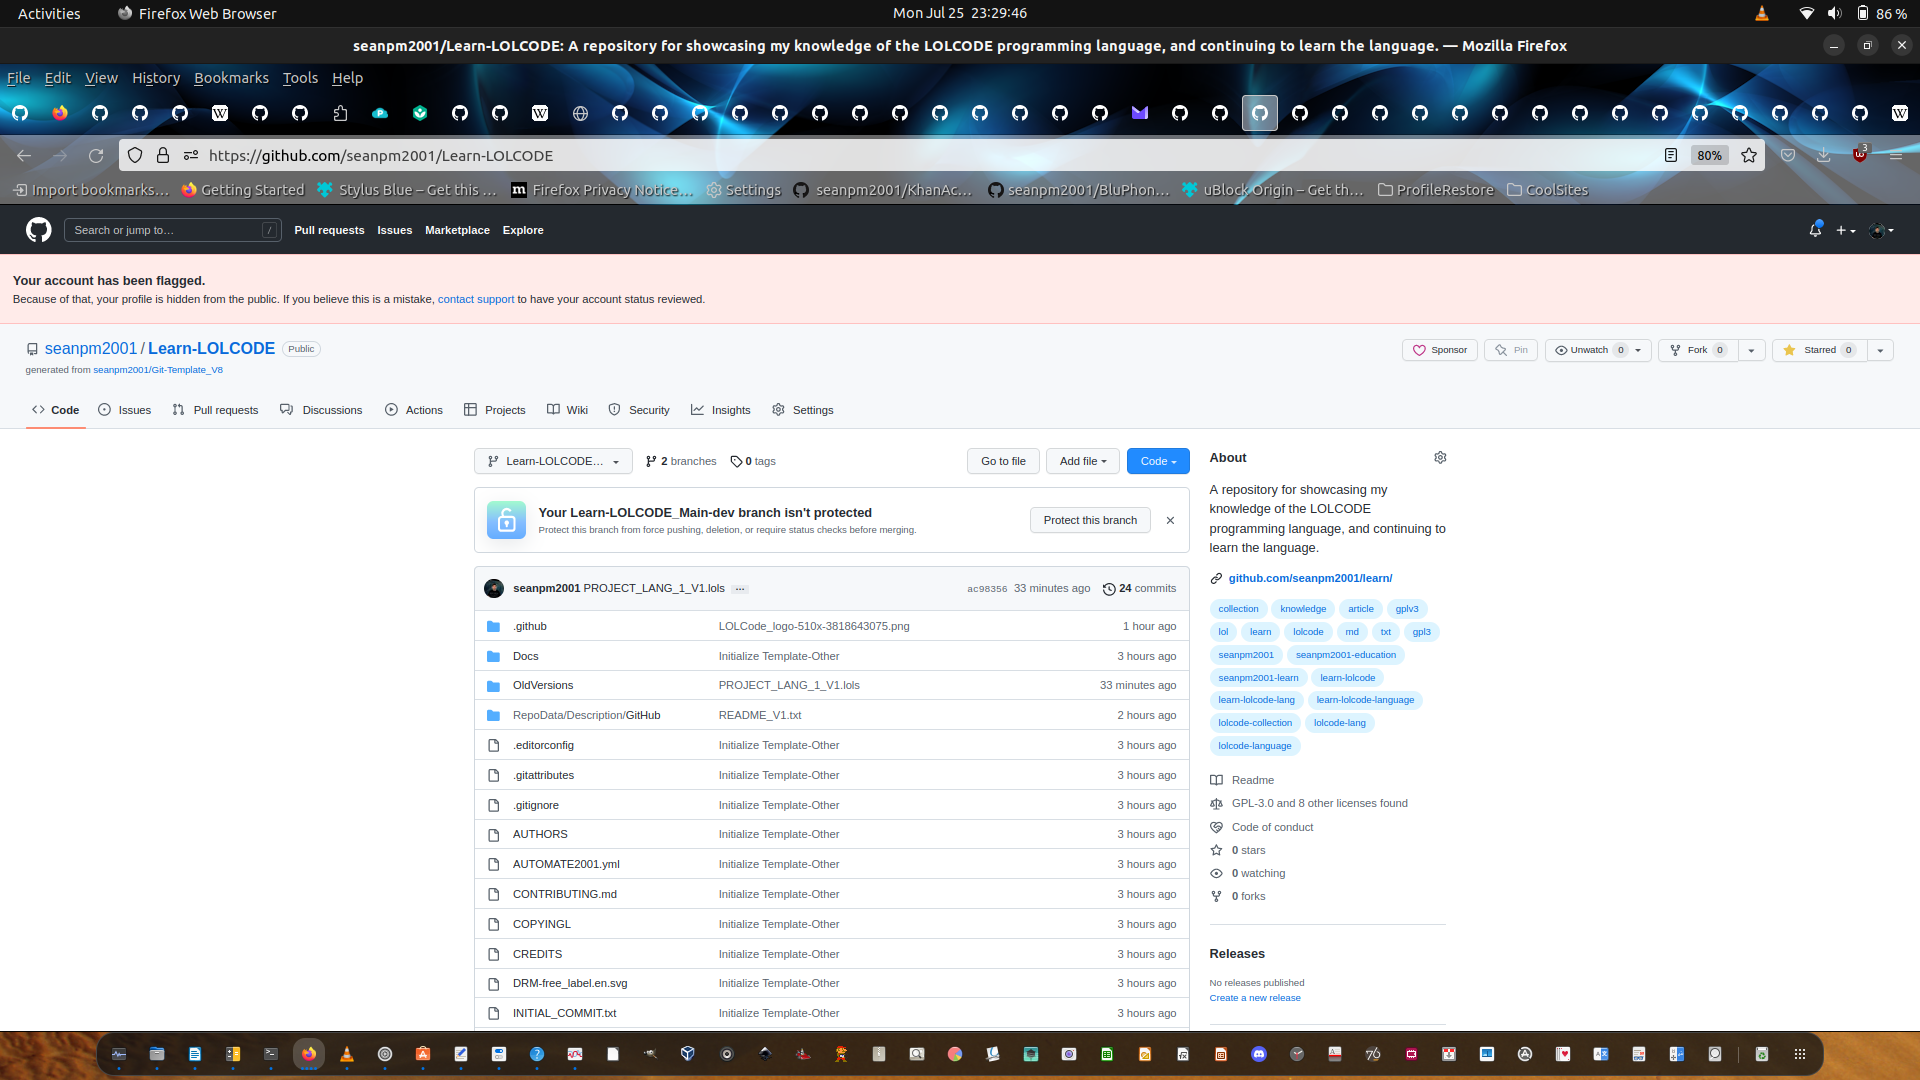 Activities
Firefox Web Browser
Mon Jul 25 23:29:46
86 %
seanpm2001/Learn-LOLCODE: A repository for showcasing my knowledge of the LOLCODE programming language, and continuing to learn the language. — Mozilla Firefox
File Edit View History Bookmarks Tools Help
https://github.com/seanpm2001/Learn-LOLCODE
80%
3
Import bookmarks…
Getting Started
Stylus Blue – Get this …
Firefox Privacy Notice…
Settings
seanpm2001/KhanAc…
seanpm2001/BluPhon…
uBlock Origin – Get th…
ProfileRestore
CoolSites
Search or jump to…
/
Pull requests
Issues
Marketplace
Explore
Your account has been flagged.
Because of that, your profile is hidden from the public. If you believe this is a mistake, contact support to have your account status reviewed.
seanpm2001 / Learn-LOLCODE
Public
Sponsor
Pin
Unwatch 0
Fork 0
Starred 0
generated from seanpm2001/Git-Template_V8
Code
Issues
Pull requests
Discussions
Actions
Projects
Wiki
Security
Insights
Settings
Learn-LOLCODE…
2 branches
0 tags
Go to file
Add file
Code
Your Learn-LOLCODE_Main-dev branch isn't protected
Protect this branch from force pushing, deletion, or require status checks before merging.
Protect this branch
seanpm2001 PROJECT_LANG_1_V1.lols …
ac98356 33 minutes ago
24 commits
.github LOLCode_logo-510x-3818643075.png 1 hour ago
Docs Initialize Template-Other 3 hours ago
OldVersions PROJECT_LANG_1_V1.lols 33 minutes ago
RepoData/Description/GitHub README_V1.txt 2 hours ago
.editorconfig Initialize Template-Other 3 hours ago
.gitattributes Initialize Template-Other 3 hours ago
.gitignore Initialize Template-Other 3 hours ago
AUTHORS Initialize Template-Other 3 hours ago
AUTOMATE2001.yml Initialize Template-Other 3 hours ago
CONTRIBUTING.md Initialize Template-Other 3 hours ago
COPYINGL Initialize Template-Other 3 hours ago
CREDITS Initialize Template-Other 3 hours ago
DRM-free_label.en.svg Initialize Template-Other 3 hours ago
INITIAL_COMMIT.txt Initialize Template-Other 3 hours ago
About
A repository for showcasing my
knowledge of the LOLCODE
programming language, and continuing to
learn the language.
github.com/seanpm2001/learn/
collection knowledge article gplv3
lol learn lolcode md txt gpl3
seanpm2001 seanpm2001-education
seanpm2001-learn learn-lolcode
learn-lolcode-lang learn-lolcode-language
lolcode-collection lolcode-lang
lolcode-language
Readme
GPL-3.0 and 8 other licenses found
Code of conduct
0 stars
0 watching
0 forks
Releases
No releases published
Create a new release